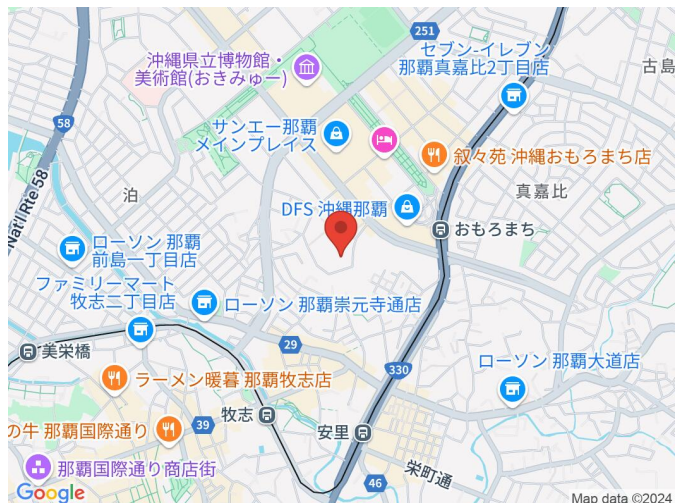 251
セブン-イレブン
那覇真嘉比2丁目店
沖縄県立博物館・
美術館(おきみゅー)
古島
58
サンエー那覇
メインプレイス
叙々苑 沖縄おもろまち店
泊
真嘉比
DFS 沖縄那覇
おもろまち
Nat'l Rte 58
ローソン 那覇
前島一丁目店
ファミリーマート
牧志二丁目店
ローソン 那覇崇元寺通店
美栄橋
29
330
ローソン 那覇大道店
ラーメン暖暮 那覇牧志店
の牛 那覇国際通り
39
牧志
安里
栄町通
那覇国際通り商店街
46
Google
Map data ©2024